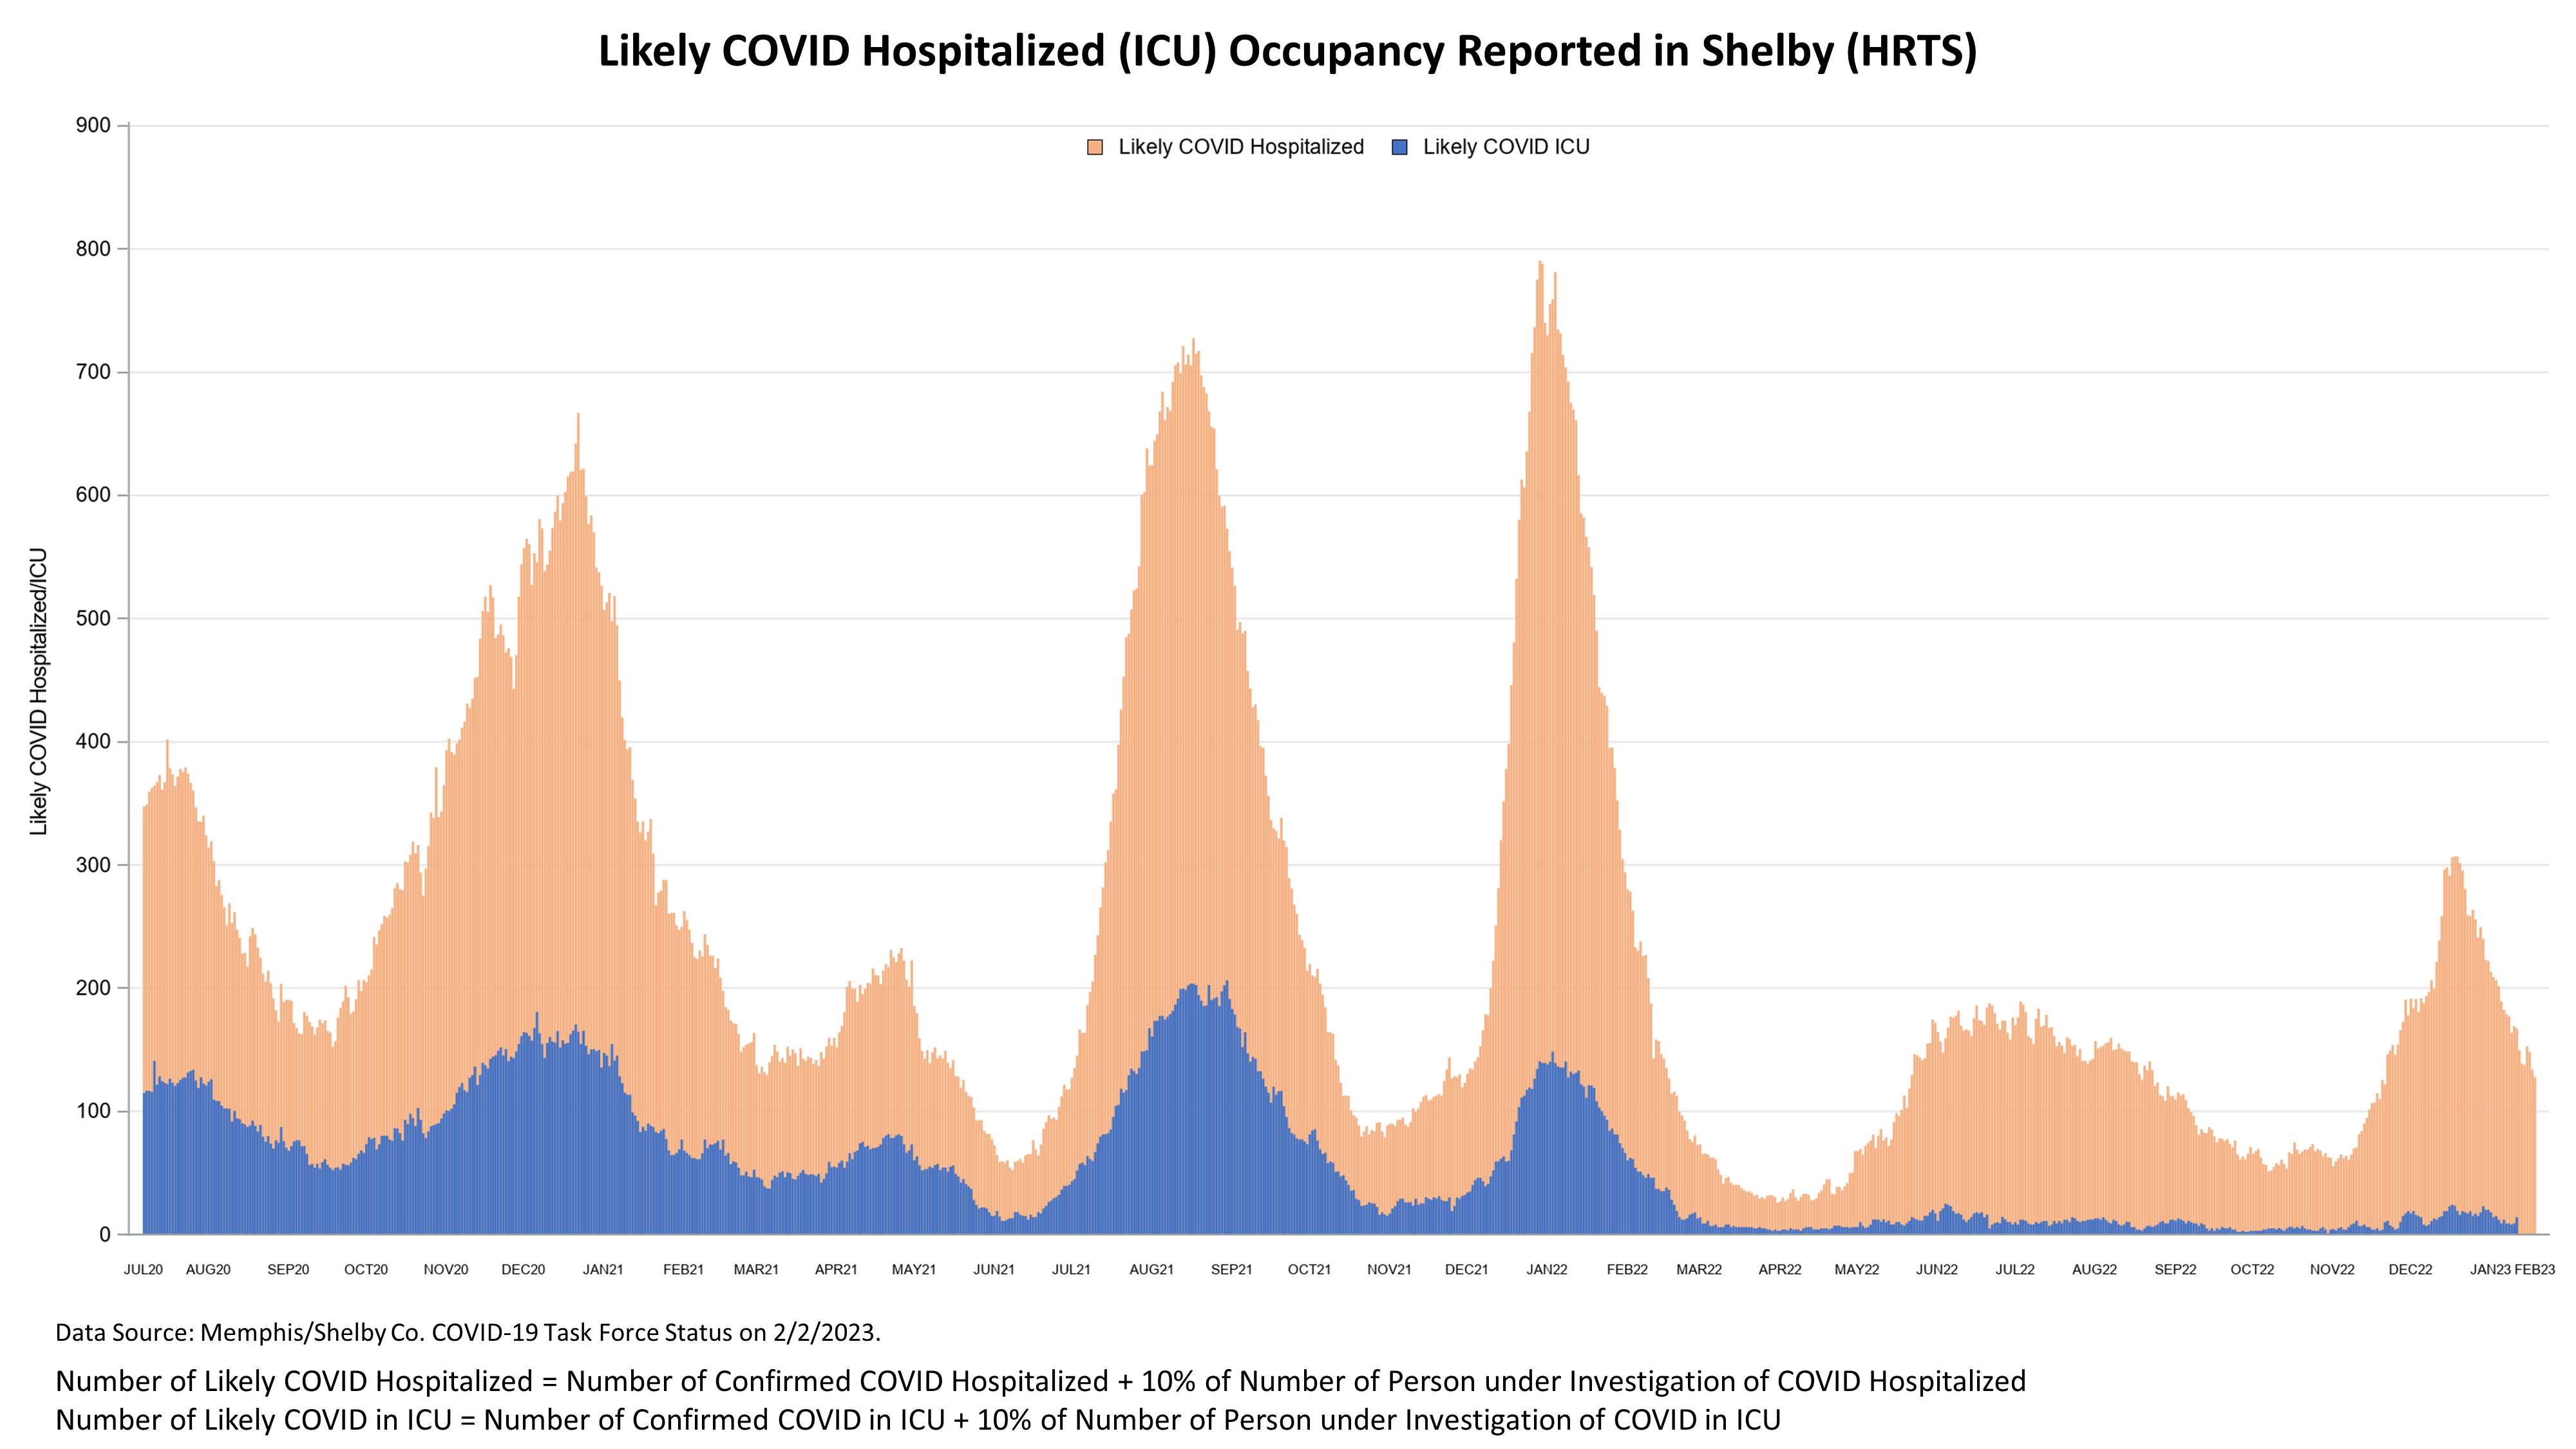 Likely COVID Hospitalized (ICU) Occupancy Reported in Shelby (HRTS)
Likely COVID Hospitalized Likely COVID ICU
900
800
700
600
500
400
300
200
100
0
Likely COVID Hospitalized/ICU
JUL20 AUG20 SEP20 OCT20 NOV20 DEC20 JAN21 FEB21 MAR21 APR21 MAY21 JUN21 JUL21 AUG21 SEP21 OCT21 NOV21 DEC21 JAN22 FEB22 MAR22 APR22 MAY22 JUN22 JUL22 AUG22 SEP22 OCT22 NOV22 DEC22 JAN23 FEB23
Data Source: Memphis/Shelby Co. COVID-19 Task Force Status on 2/2/2023.
Number of Likely COVID Hospitalized = Number of Confirmed COVID Hospitalized + 10% of Number of Person under Investigation of COVID Hospitalized
Number of Likely COVID in ICU = Number of Confirmed COVID in ICU + 10% of Number of Person under Investigation of COVID in ICU